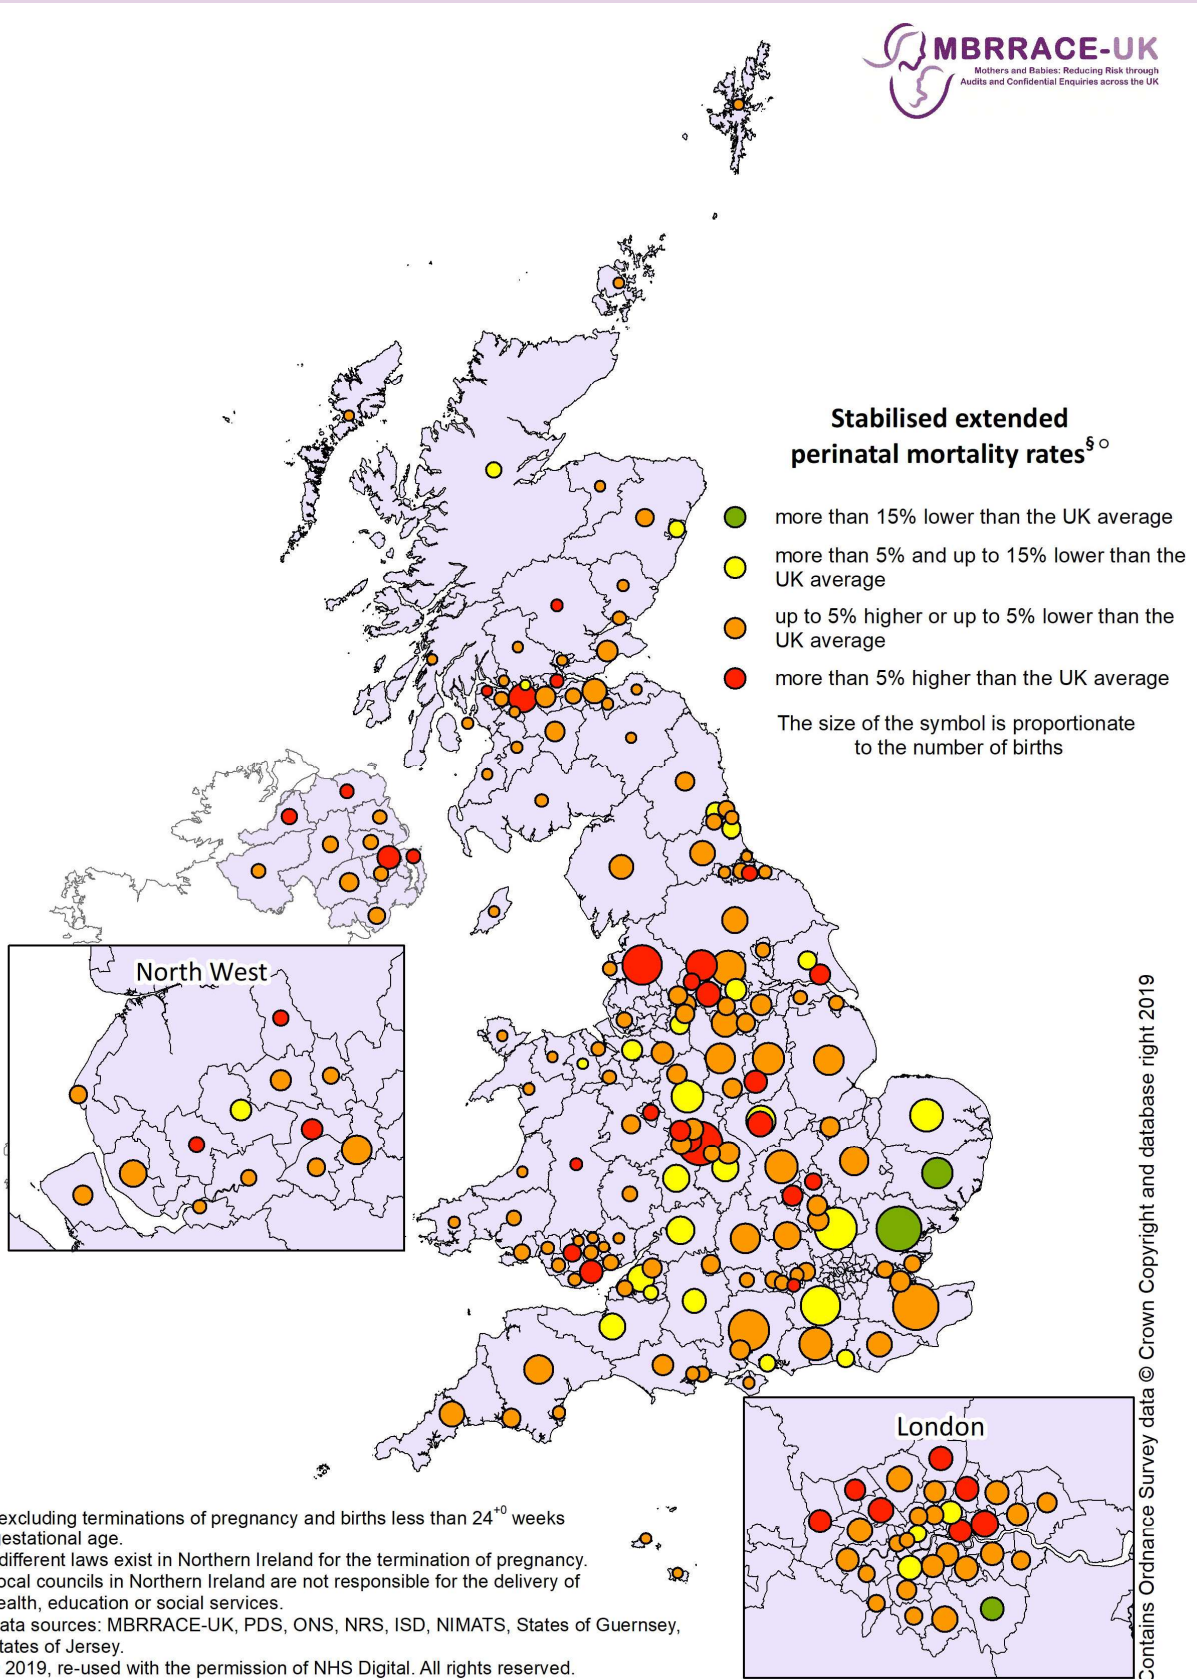 MBRRACE-UK
Mothers and Babies: Reducing Risk through
Audits and Confidential Enquiries across the UK
Stabilised extended
perinatal mortality rates§○
more than 15% lower than the UK average
more than 5% and up to 15% lower than the
UK average
up to 5% higher or up to 5% lower than the
UK average
more than 5% higher than the UK average
The size of the symbol is proportionate
to the number of births
North West
London
excluding terminations of pregnancy and births less than 24+0 weeks
gestational age.
different laws exist in Northern Ireland for the termination of pregnancy.
ocal councils in Northern Ireland are not responsible for the delivery of
ealth, education or social services.
ata sources: MBRRACE-UK, PDS, ONS, NRS, ISD, NIMATS, States of Guernsey,
tates of Jersey.
2019, re-used with the permission of NHS Digital. All rights reserved.
Contains Ordnance Survey data © Crown Copyright and database right 2019